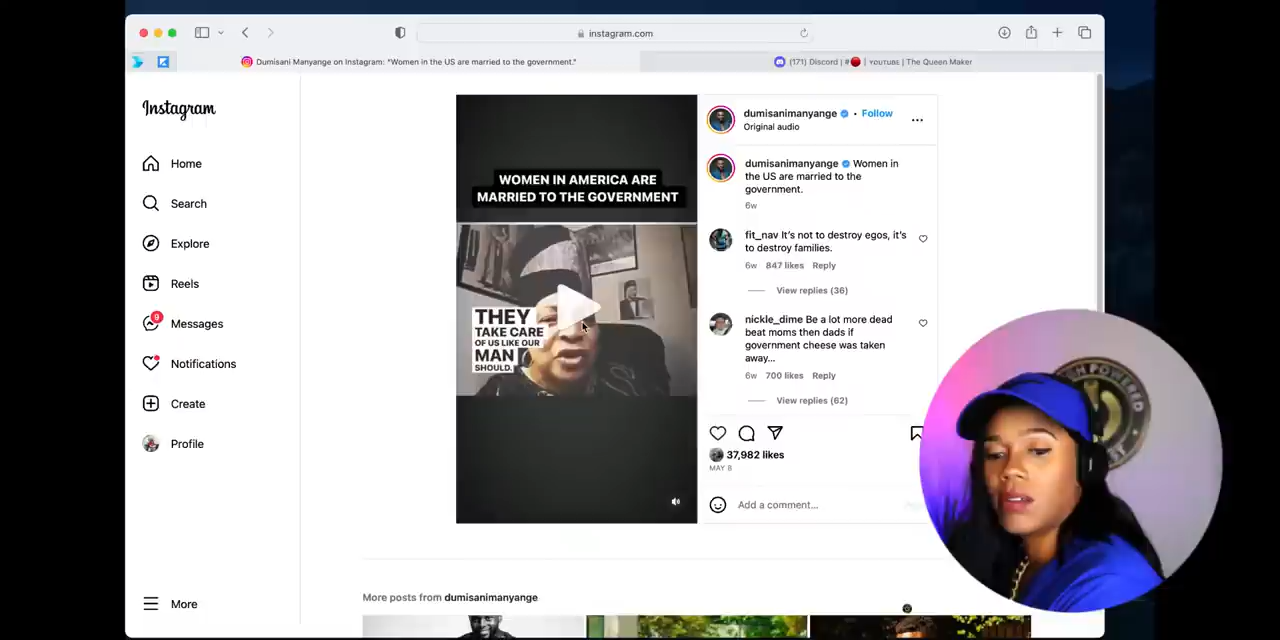 instagram.com
Dumisani Manyange on Instagram: "Women in the US are married to the government."
(171) Discord | #🔴 | YOUTUBE | The Queen Maker
Instagram
Home
Search
Explore
Reels
9
Messages
Notifications
Create
Profile
More
WOMEN IN AMERICA ARE
MARRIED TO THE GOVERNMENT
THEY
TAKE CARE
OF US LIKE OUR
MAN
SHOULD.
dumisanimanyange • Follow
Original audio
dumisanimanyange Women in
the US are married to the
government.
6w
fit_nav It's not to destroy egos, it's
to destroy families.
6w 847 likes Reply
View replies (36)
nickle_dime Be a lot more dead
beat moms then dads if
government cheese was taken
away...
6w 700 likes Reply
View replies (62)
37,982 likes
MAY 8
Add a comment...
More posts from dumisanimanyange
POWERED